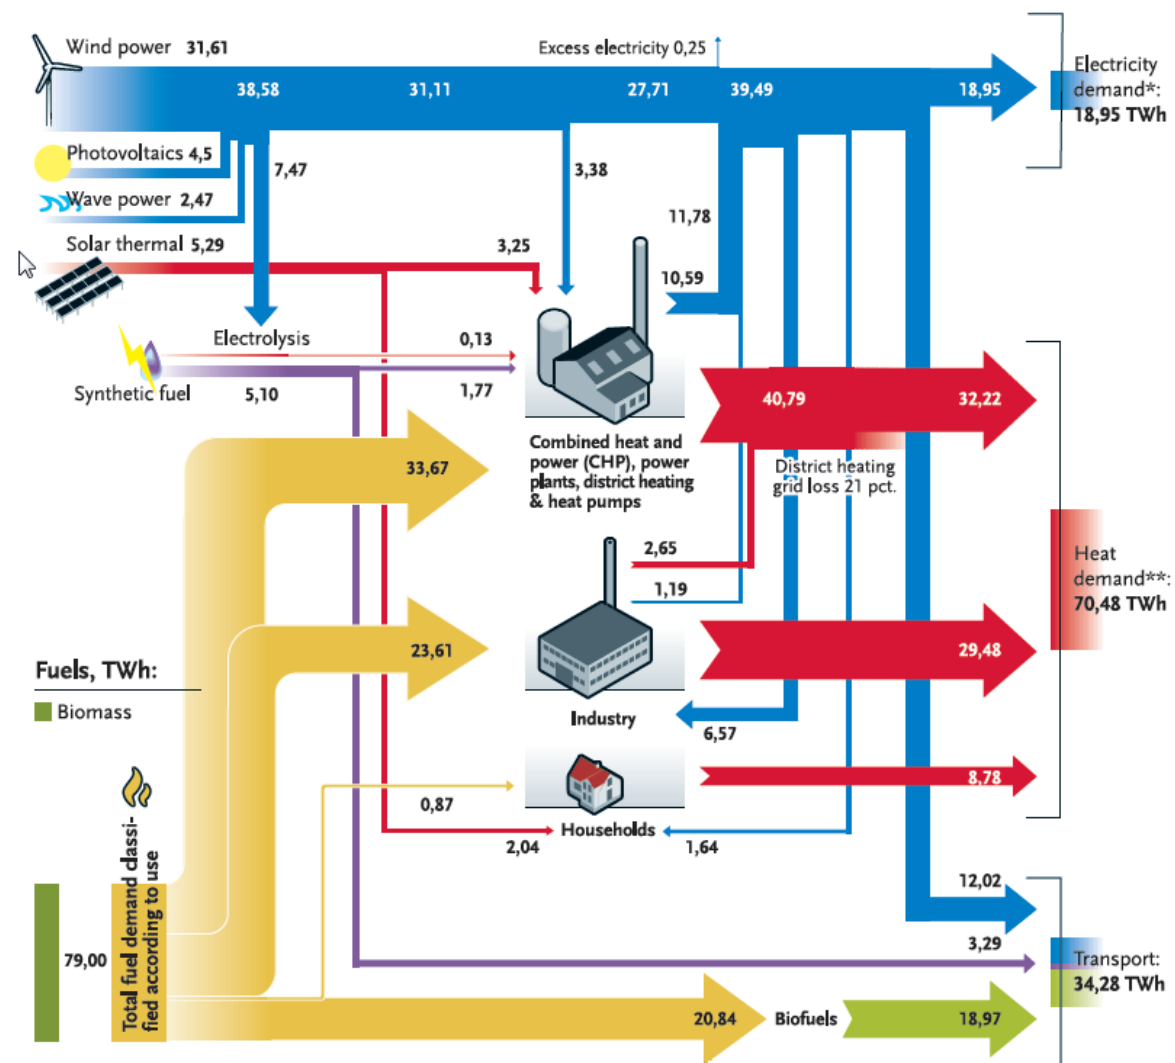 Wind power 31,61
Excess electricity 0,25
38,58
31,11
27,71
39,49
18,95
Electricity
demand*:
18,95 TWh
Photovoltaics 4,5
7,47
3,38
Wave power 2,47
11,78
Solar thermal 5,29
3,25
10,59
Electrolysis
0,13
Synthetic fuel
5,10
1,77
40,79
32,22
33,67
Combined heat and
power (CHP), power
plants, district heating
& heat pumps
District heating
grid loss 21 pct.
2,65
1,19
Heat
demand**:
70,48 TWh
23,61
29,48
Fuels, TWh:
Biomass
Industry
6,57
8,78
0,87
Households
2,04
1,64
Total fuel demand classi-
fied according to use
79,00
12,02
3,29
Transport:
34,28 TWh
20,84
Biofuels
18,97